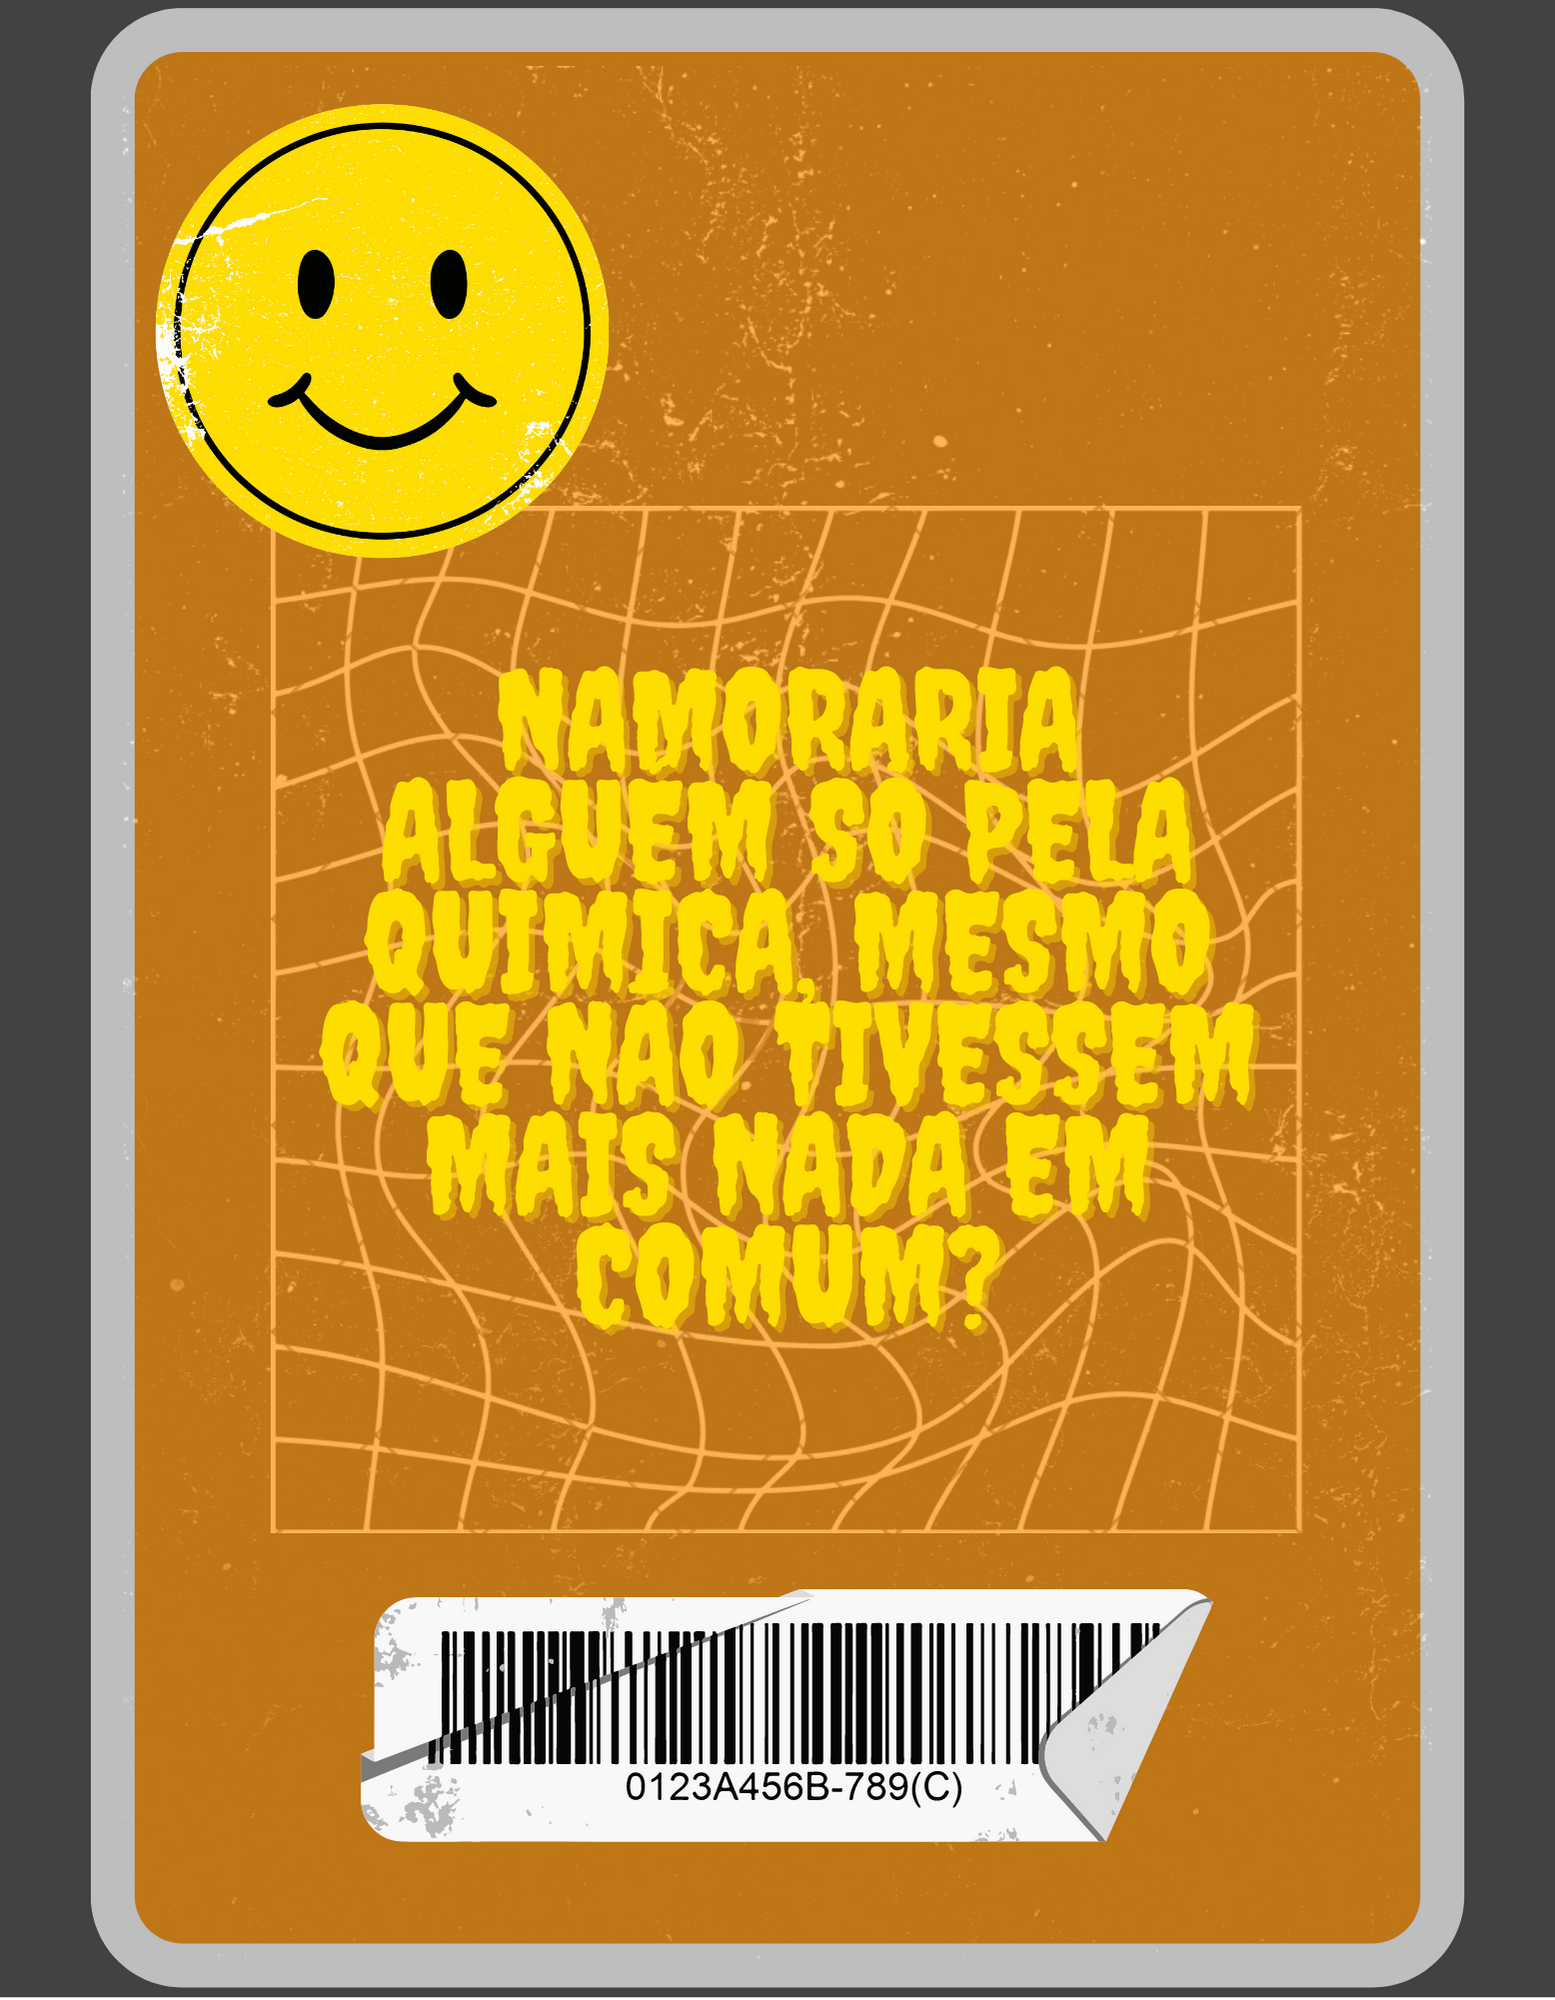 NAMORARIA
ALGUEM SO PELA
QUIMICA, MESMO
QUE NAO TIVESSEM
MAIS NADA EM
COMUM?
0123A456B-789(C)